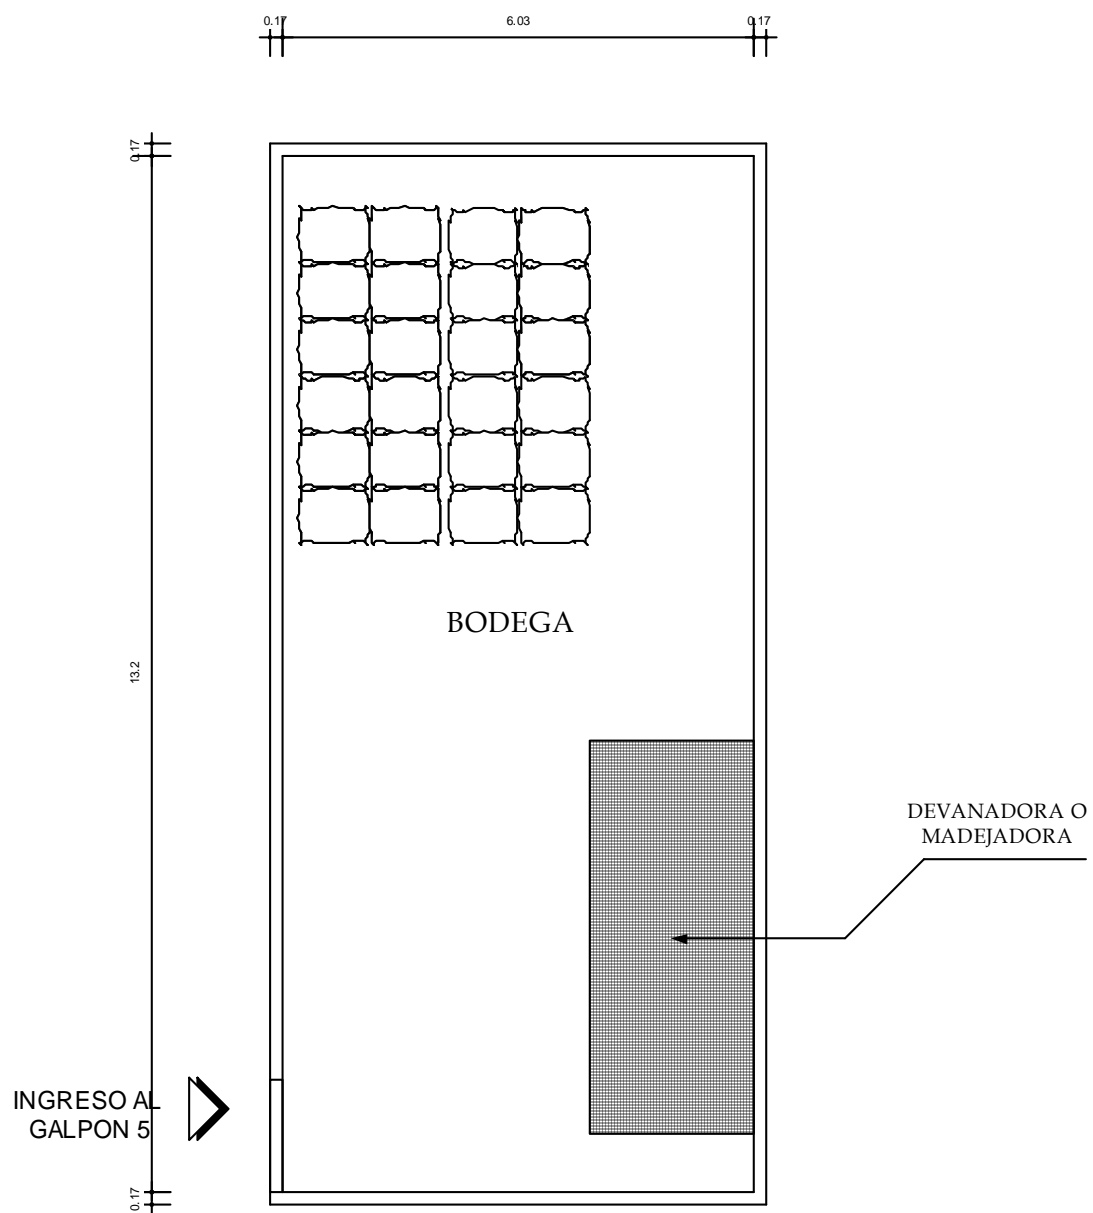 0.17
6.03
0.17
0.17
BODEGA
13.2
DEVANADORA O
MADEJADORA
INGRESO AL
GALPON 5
0.17